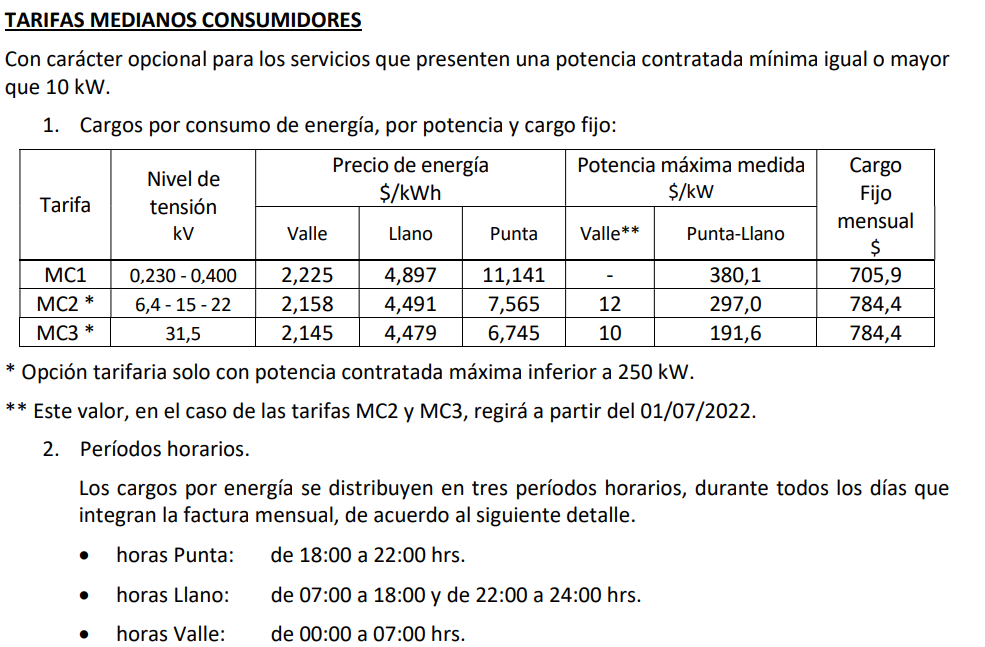 TARIFAS MEDIANOS CONSUMIDORES
Con carácter opcional para los servicios que presenten una potencia contratada mínima igual o mayor
que 10 kW.
1. Cargos por consumo de energía, por potencia y cargo fijo:
Tarifa | Nivel de tensión kV | Precio de energía $/kWh | Potencia máxima medida $/kW | Cargo Fijo mensual $
Valle | Llano | Punta | Valle** | Punta-Llano
MC1 | 0,230 - 0,400 | 2,225 | 4,897 | 11,141 | - | 380,1 | 705,9
MC2 * | 6,4 - 15 - 22 | 2,158 | 4,491 | 7,565 | 12 | 297,0 | 784,4
MC3 * | 31,5 | 2,145 | 4,479 | 6,745 | 10 | 191,6 | 784,4
* Opción tarifaria solo con potencia contratada máxima inferior a 250 kW.
** Este valor, en el caso de las tarifas MC2 y MC3, regirá a partir del 01/07/2022.
2. Períodos horarios.
Los cargos por energía se distribuyen en tres períodos horarios, durante todos los días que
integran la factura mensual, de acuerdo al siguiente detalle.
• horas Punta: de 18:00 a 22:00 hrs.
• horas Llano: de 07:00 a 18:00 y de 22:00 a 24:00 hrs.
• horas Valle: de 00:00 a 07:00 hrs.